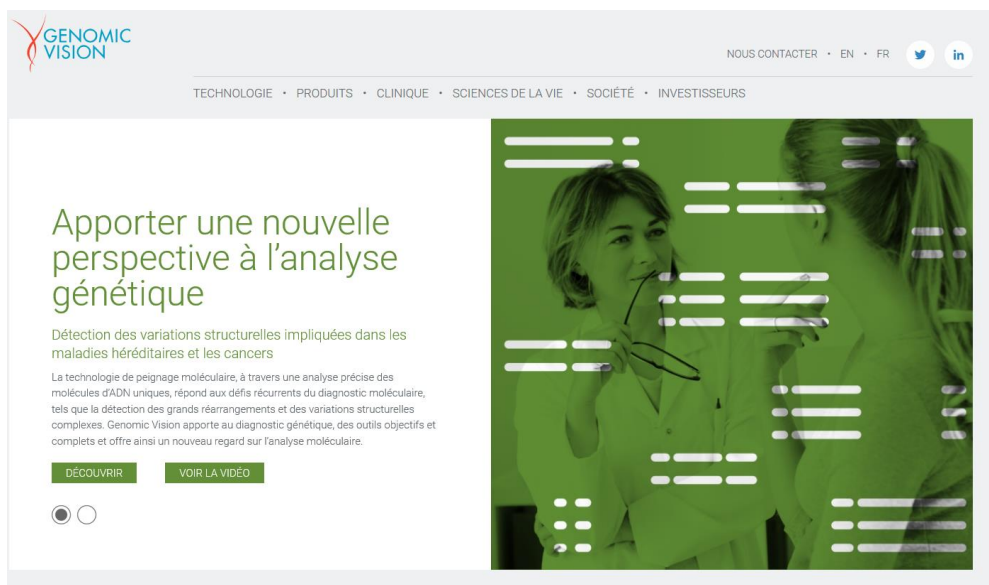 GENOMIC
VISION
NOUS CONTACTER • EN • FR
in
TECHNOLOGIE • PRODUITS • CLINIQUE • SCIENCES DE LA VIE • SOCIÉTÉ • INVESTISSEURS
Apporter une nouvelle
perspective à l'analyse
génétique
Détection des variations structurelles impliquées dans les
maladies héréditaires et les cancers
La technologie de peignage moléculaire, à travers une analyse précise des
molécules d'ADN uniques, répond aux défis récurrents du diagnostic moléculaire,
tels que la détection des grands réarrangements et des variations structurelles
complexes. Genomic Vision apporte au diagnostic génétique, des outils objectifs et
complets et offre ainsi un nouveau regard sur l'analyse moléculaire.
DÉCOUVRIR
VOIR LA VIDÉO